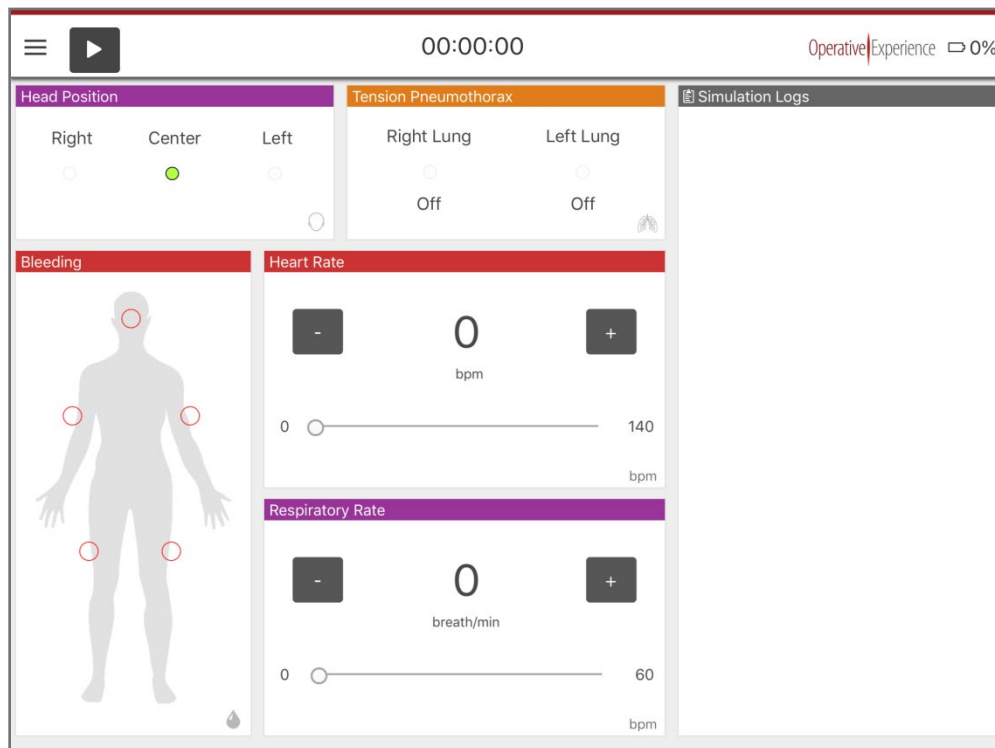 00:00:00
Operative Experience 0%
Head Position
Right Center Left
Tension Pneumothorax
Right Lung Left Lung
Off Off
Simulation Logs
Bleeding
Heart Rate
- 0 +
bpm
0 140
bpm
Respiratory Rate
- 0 +
breath/min
0 60
bpm